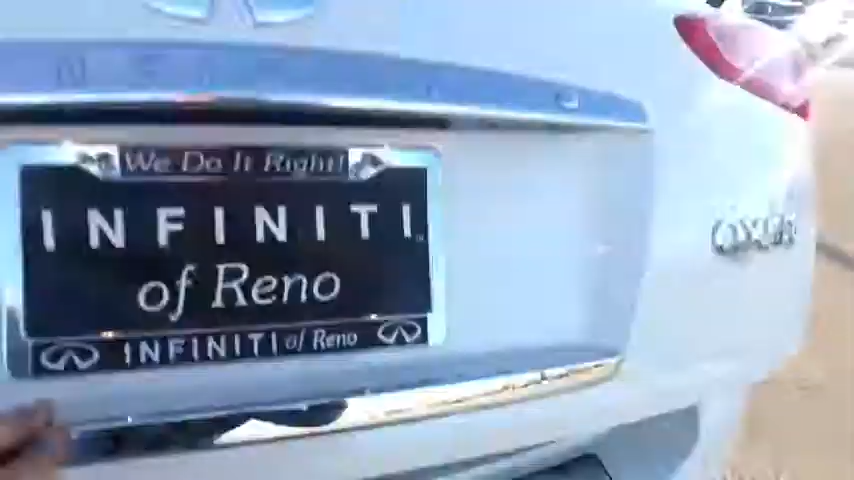 We Do It Right!
INFINITI
of Reno
INFINITI of Reno